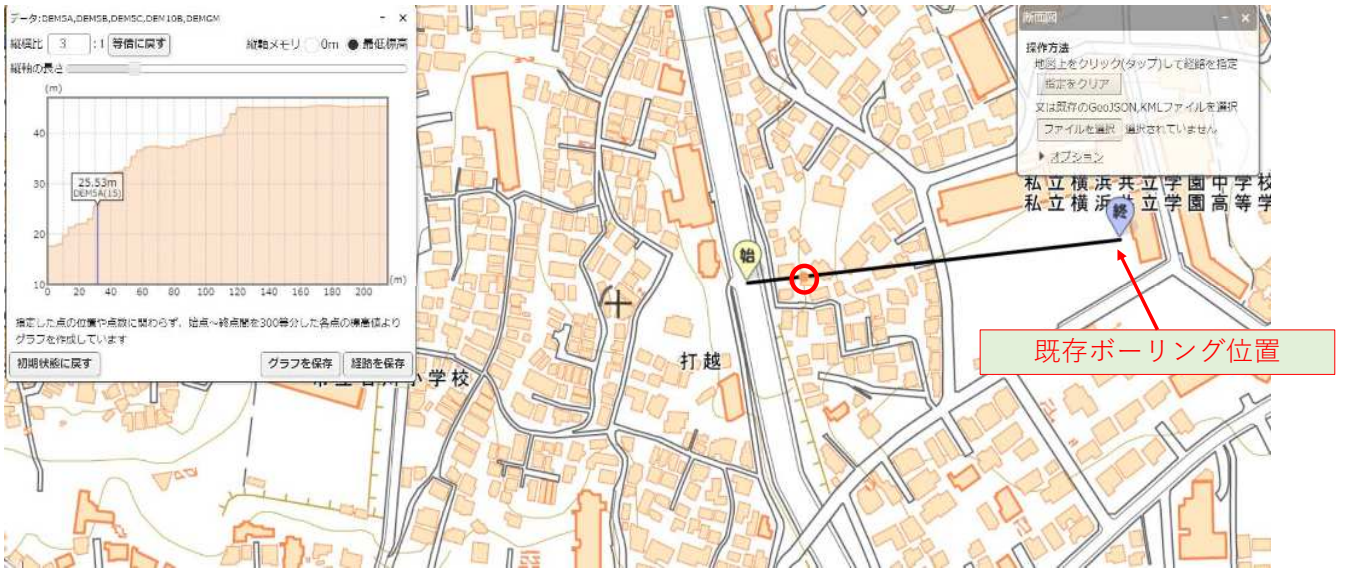 データ:DEM5A,DEM5B,DEM5C,DEM10B,DEMGM - ×
縦横比 3 :1 等倍に戻す 縦軸メモリ 0m 最低標高
縦軸の長さ
(m)
40
30
20
10
25.53m
DEM5A(15)
0 20 40 60 80 100 120 140 160 180 200
(m)
指定した点の位置や点数に関わらず、始点~終点間を300等分した各点の標高値より
グラフを作成しています
初期状態に戻す グラフを保存 経路を保存
断面図 - ×
操作方法
地図上をクリック(タップ)して経路を指定
指定をクリア
又は既存のGeoJSON,KMLファイルを選択
ファイルを選択 選択されていません
オプション
私立横浜共立学園中学校
私立横浜共立学園高等学
終
始
既存ボーリング位置
打越
小学校